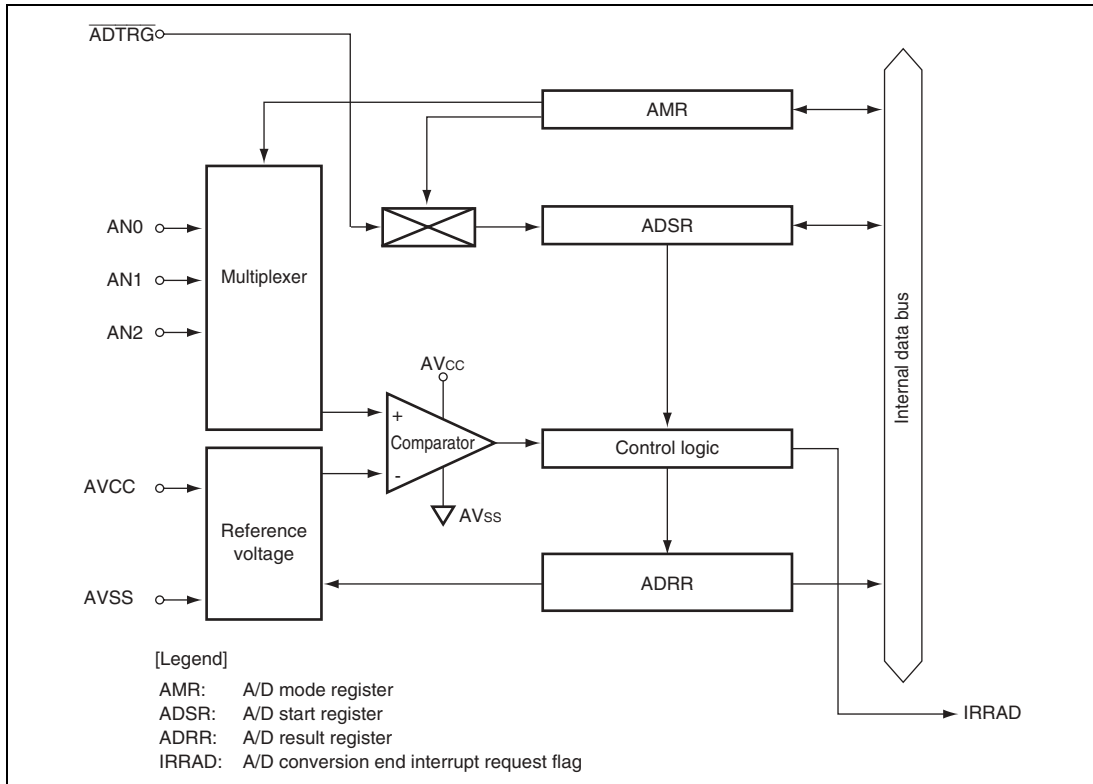 ADTRG
AMR
AN0
AN1
AN2
Multiplexer
ADSR
Internal data bus
AVCC
+
Comparator
-
AVSS
Control logic
AVCC
Reference
voltage
AVSS
ADRR
[Legend]
AMR: A/D mode register
ADSR: A/D start register
ADRR: A/D result register
IRRAD: A/D conversion end interrupt request flag
IRRAD